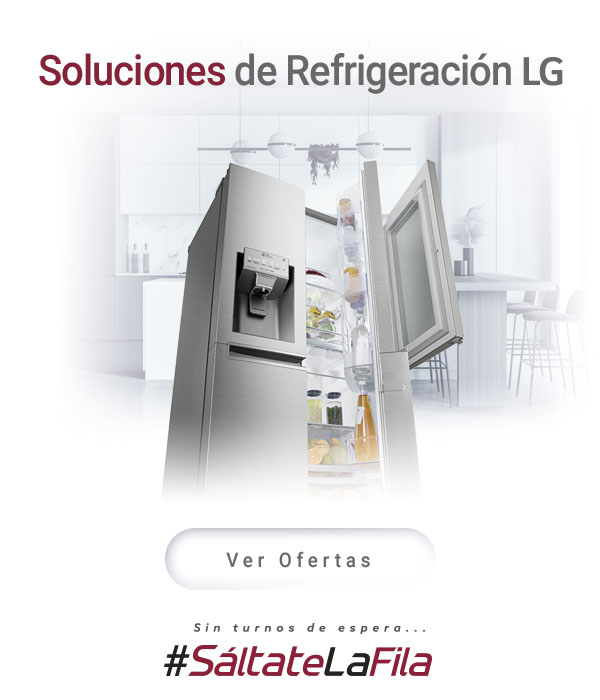 Soluciones de Refrigeración LG
Ver Ofertas
Sin turnos de espera...
#SáltateLaFila